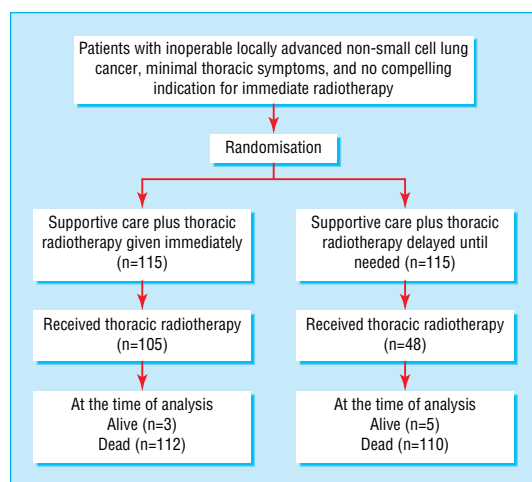 Patients with inoperable locally advanced non-small cell lung
cancer, minimal thoracic symptoms, and no compelling
indication for immediate radiotherapy
Randomisation
Supportive care plus thoracic
radiotherapy given immediately
(n=115)
Received thoracic radiotherapy
(n=105)
At the time of analysis
Alive (n=3)
Dead (n=112)
Supportive care plus thoracic
radiotherapy delayed until
needed (n=115)
Received thoracic radiotherapy
(n=48)
At the time of analysis
Alive (n=5)
Dead (n=110)